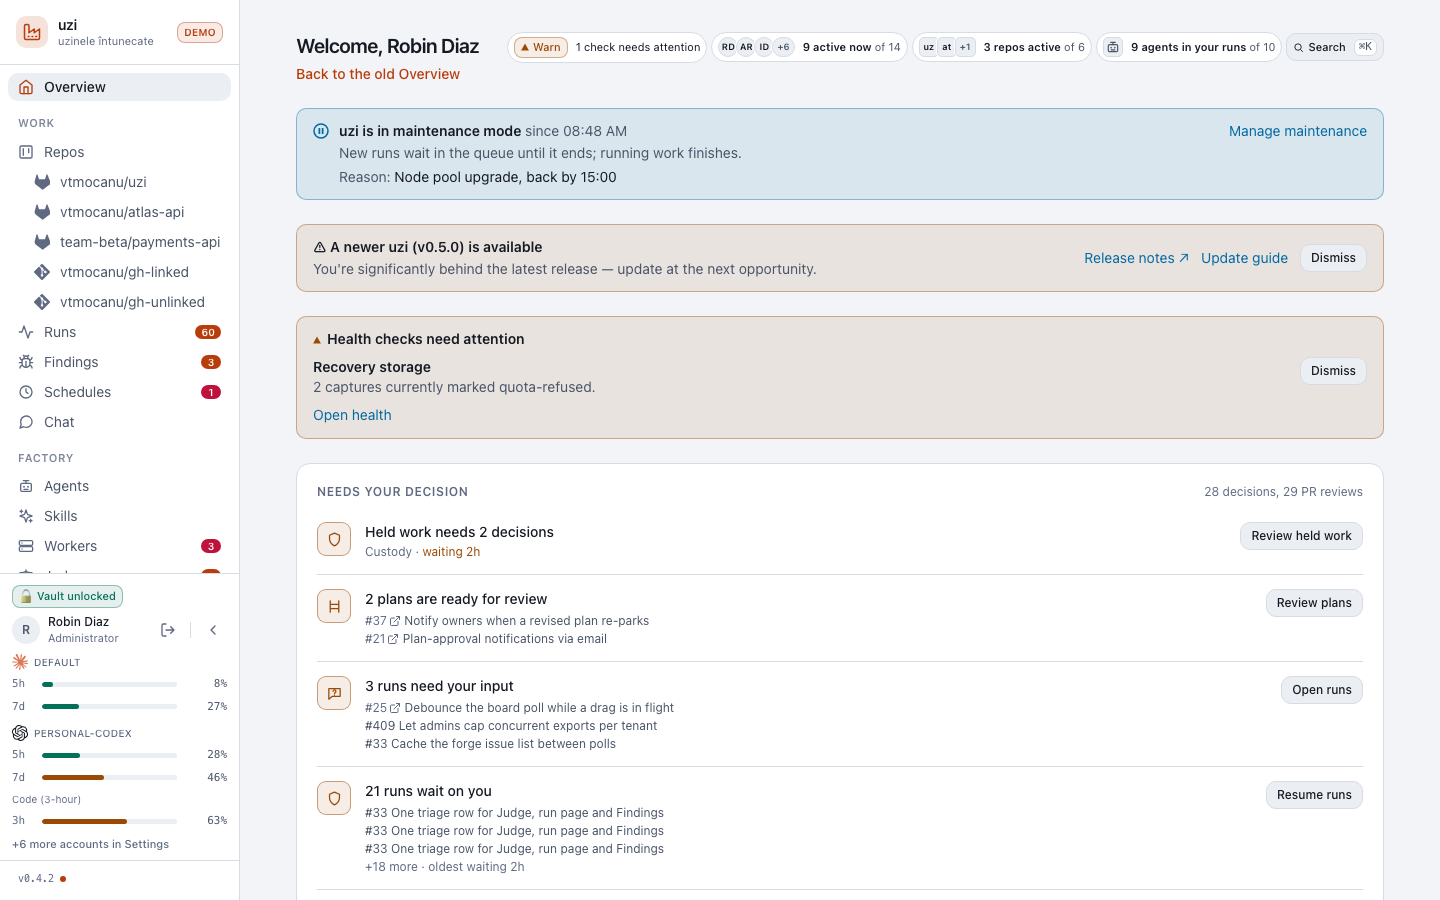 uzi
uzinele întunecate
DEMO
Overview
WORK
Repos
vtmocanu/uzi
vtmocanu/atlas-api
team-beta/payments-api
vtmocanu/gh-linked
vtmocanu/gh-unlinked
Runs 60
Findings 3
Schedules 1
Chat
FACTORY
Agents
Skills
Workers 3
Vault unlocked
R
Robin Diaz
Administrator
DEFAULT
5h 8%
7d 27%
PERSONAL-CODEX
5h 28%
7d 46%
Code (3-hour)
3h 63%
+6 more accounts in Settings
v0.4.2
Welcome, Robin Diaz
Warn 1 check needs attention
RD AR ID +6 9 active now of 14
uz at +1 3 repos active of 6
9 agents in your runs of 10
Search ⌘K
Back to the old Overview
uzi is in maintenance mode since 08:48 AM
Manage maintenance
New runs wait in the queue until it ends; running work finishes.
Reason: Node pool upgrade, back by 15:00
A newer uzi (v0.5.0) is available
You're significantly behind the latest release — update at the next opportunity.
Release notes ↗ Update guide Dismiss
Health checks need attention
Recovery storage
2 captures currently marked quota-refused.
Dismiss
Open health
NEEDS YOUR DECISION
28 decisions, 29 PR reviews
Held work needs 2 decisions
Custody · waiting 2h
Review held work
2 plans are ready for review
#37 Notify owners when a revised plan re-parks
#21 Plan-approval notifications via email
Review plans
3 runs need your input
#25 Debounce the board poll while a drag is in flight
#409 Let admins cap concurrent exports per tenant
#33 Cache the forge issue list between polls
Open runs
21 runs wait on you
#33 One triage row for Judge, run page and Findings
#33 One triage row for Judge, run page and Findings
#33 One triage row for Judge, run page and Findings
+18 more · oldest waiting 2h
Resume runs